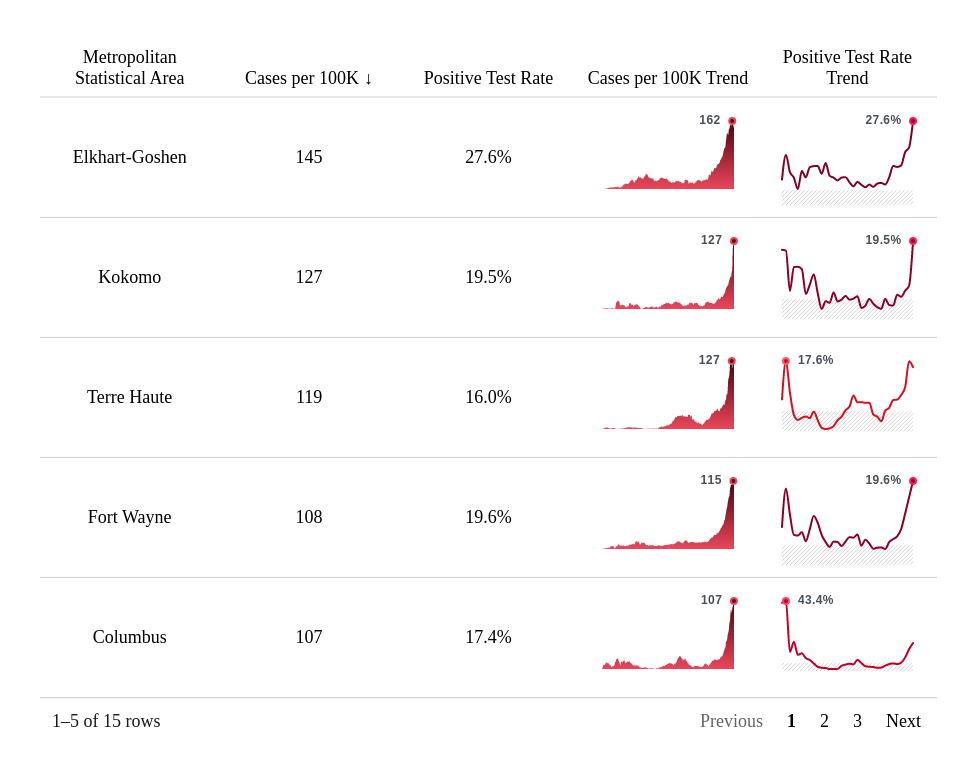 Metropolitan
Statistical Area
Cases per 100K ↓
Positive Test Rate
Cases per 100K Trend
Positive Test Rate
Trend
Elkhart-Goshen 145 27.6% 162 27.6%
Kokomo 127 19.5% 127 19.5%
Terre Haute 119 16.0% 127 17.6%
Fort Wayne 108 19.6% 115 19.6%
Columbus 107 17.4% 107 43.4%
1–5 of 15 rows Previous 1 2 3 Next